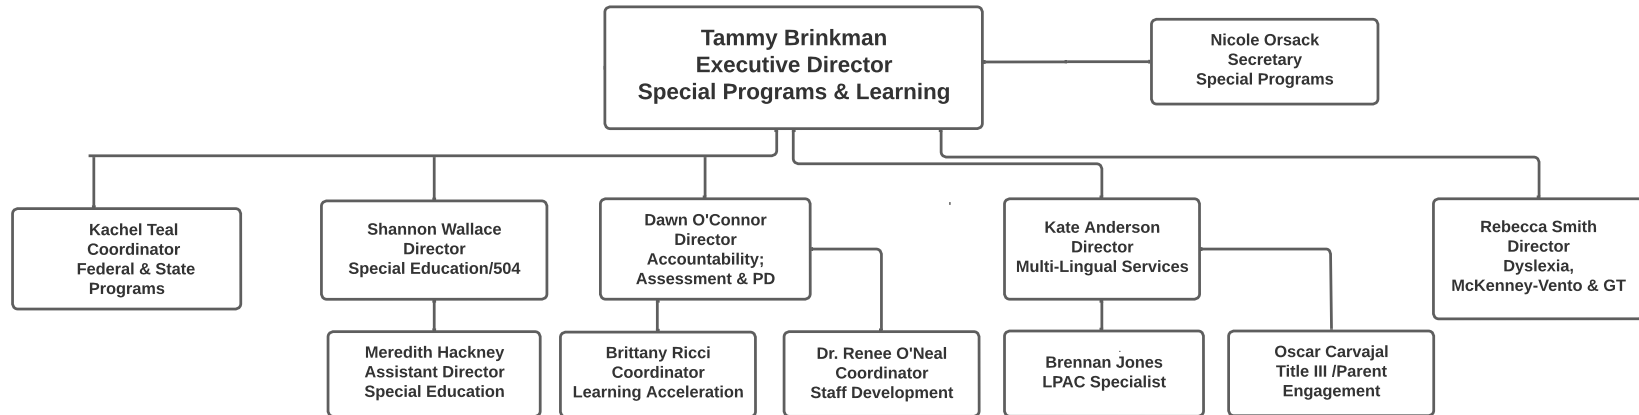 Tammy Brinkman
Executive Director
Special Programs & Learning
Nicole Orsack
Secretary
Special Programs
Kachel Teal
Coordinator
Federal & State
Programs
Shannon Wallace
Director
Special Education/504
Dawn O'Connor
Director
Accountability;
Assessment & PD
Kate Anderson
Director
Multi-Lingual Services
Rebecca Smith
Director
Dyslexia,
McKenney-Vento & GT
Meredith Hackney
Assistant Director
Special Education
Brittany Ricci
Coordinator
Learning Acceleration
Dr. Renee O'Neal
Coordinator
Staff Development
Brennan Jones
LPAC Specialist
Oscar Carvajal
Title III /Parent
Engagement